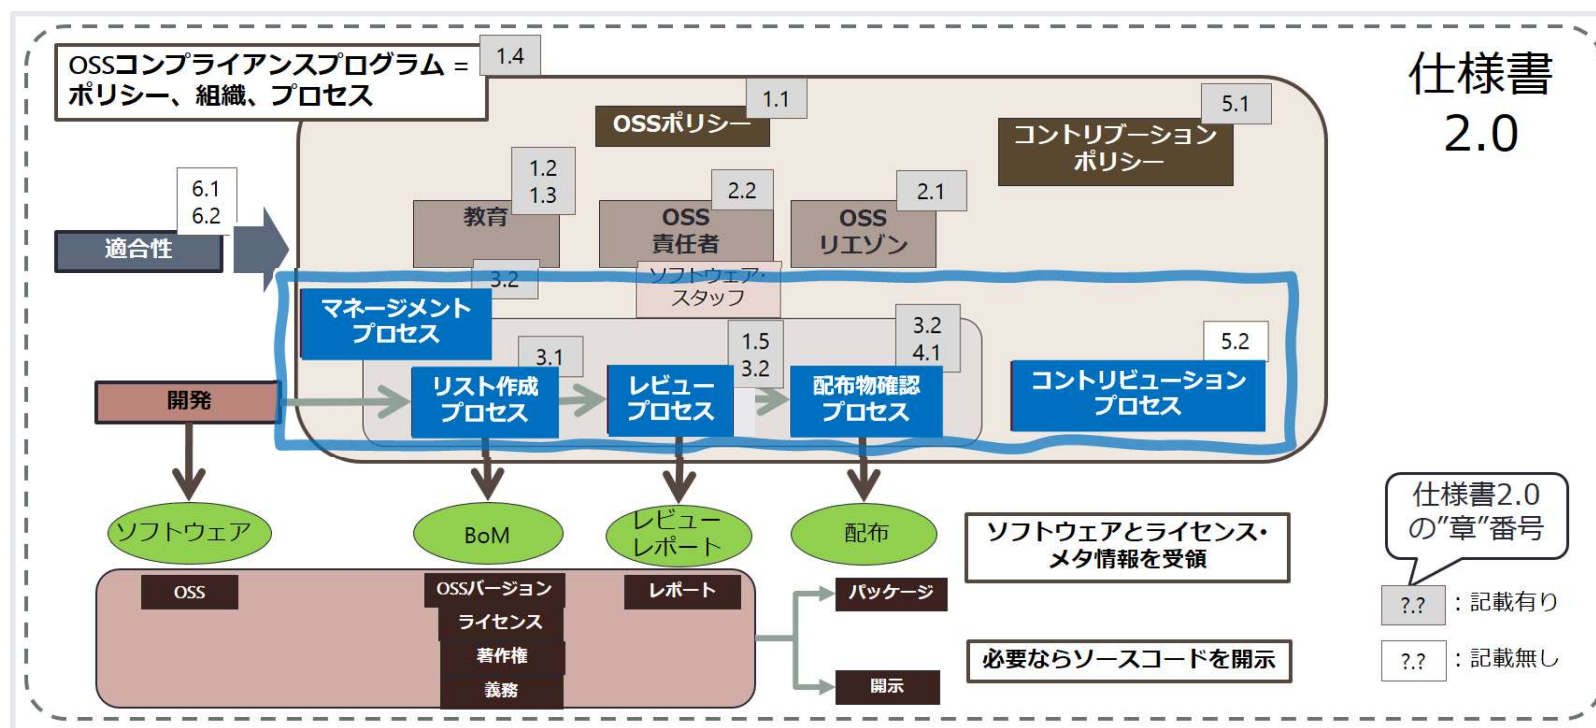 OSSコンプライアンスプログラム =
ポリシー、組織、プロセス
1.4
仕様書
2.0
1.1
OSSポリシー
5.1
コントリブーション
ポリシー
6.1
6.2
適合性
1.2
1.3
教育
2.2
OSS
責任者
2.1
OSS
リエゾン
3.2
ソフトウェア・
スタッフ
マネージメント
プロセス
3.1
1.5
3.2
3.2
4.1
5.2
開発
リスト作成
プロセス
レビュー
プロセス
配布物確認
プロセス
コントリビューション
プロセス
ソフトウェア
BoM
レビュー
レポート
配布
ソフトウェアとライセンス・
メタ情報を受領
仕様書2.0
の”章”番号
OSS
OSSバージョン
ライセンス
著作権
義務
レポート
パッケージ
開示
必要ならソースコードを開示
?.?
：記載有り
?.?
：記載無し